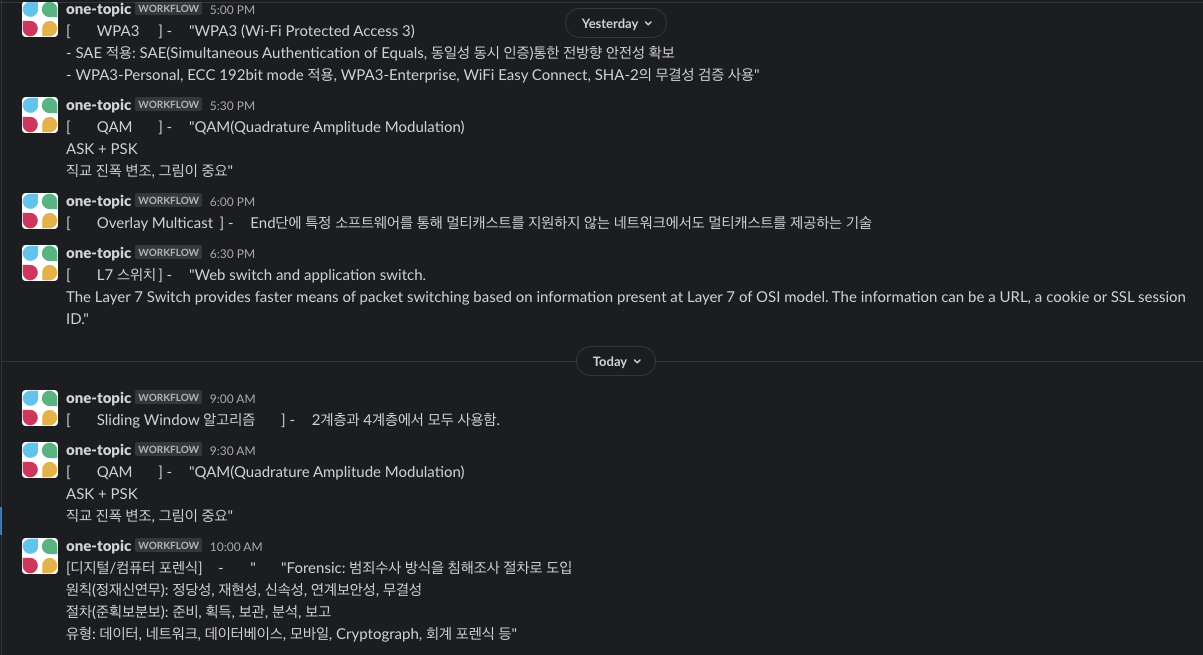 one-topic WORKFLOW 5:00 PM
Yesterday
[ WPA3 ] - "WPA3 (Wi-Fi Protected Access 3)
- SAE 적용: SAE(Simultaneous Authentication of Equals, 동일성 동시 인증)통한 전방향 안전성 확보
- WPA3-Personal, ECC 192bit mode 적용, WPA3-Enterprise, WiFi Easy Connect, SHA-2의 무결성 검증 사용"
one-topic WORKFLOW 5:30 PM
[ QAM ] - "QAM(Quadrature Amplitude Modulation)
ASK + PSK
직교 진폭 변조, 그림이 중요"
one-topic WORKFLOW 6:00 PM
[ Overlay Multicast ] - End단에 특정 소프트웨어를 통해 멀티캐스트를 지원하지 않는 네트워크에서도 멀티캐스트를 제공하는 기술
one-topic WORKFLOW 6:30 PM
[ L7 스위치 ] - "Web switch and application switch.
The Layer 7 Switch provides faster means of packet switching based on information present at Layer 7 of OSI model. The information can be a URL, a cookie or SSL session
ID."
Today
one-topic WORKFLOW 9:00 AM
[ Sliding Window 알고리즘 ] - 2계층과 4계층에서 모두 사용함.
one-topic WORKFLOW 9:30 AM
[ QAM ] - "QAM(Quadrature Amplitude Modulation)
ASK + PSK
직교 진폭 변조, 그림이 중요"
one-topic WORKFLOW 10:00 AM
[디지털/컴퓨터 포렌식] - " "Forensic: 범죄수사 방식을 침해조사 절차로 도입
원칙(정재신연무): 정당성, 재현성, 신속성, 연계보안성, 무결성
절차(준획보분보): 준비, 획득, 보관, 분석, 보고
유형: 데이터, 네트워크, 데이터베이스, 모바일, Cryptograph, 회계 포렌식 등"